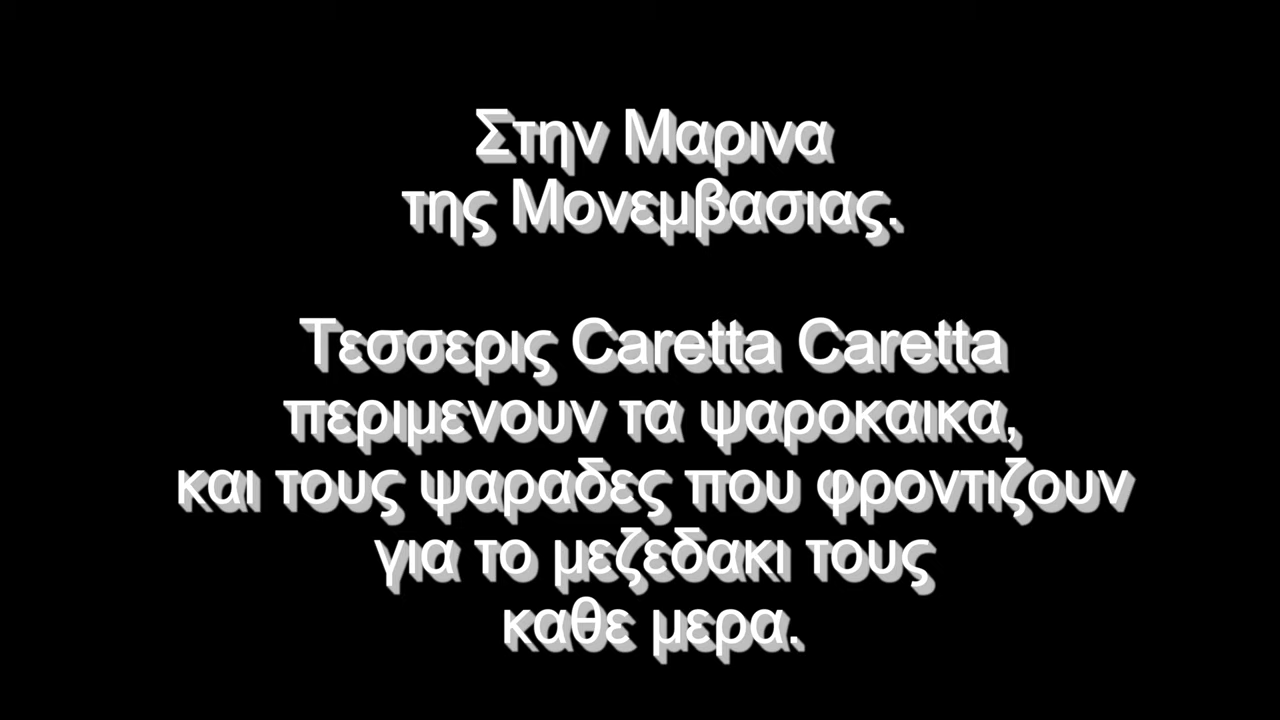 Στην Μαρινα
της Μονεμβασιας.
Τεσσερις Caretta Caretta
περιμενουν τα ψαροκαικα,
και τους ψαραδες που φροντιζουν
για το μεζεδακι τους
καθε μερα.